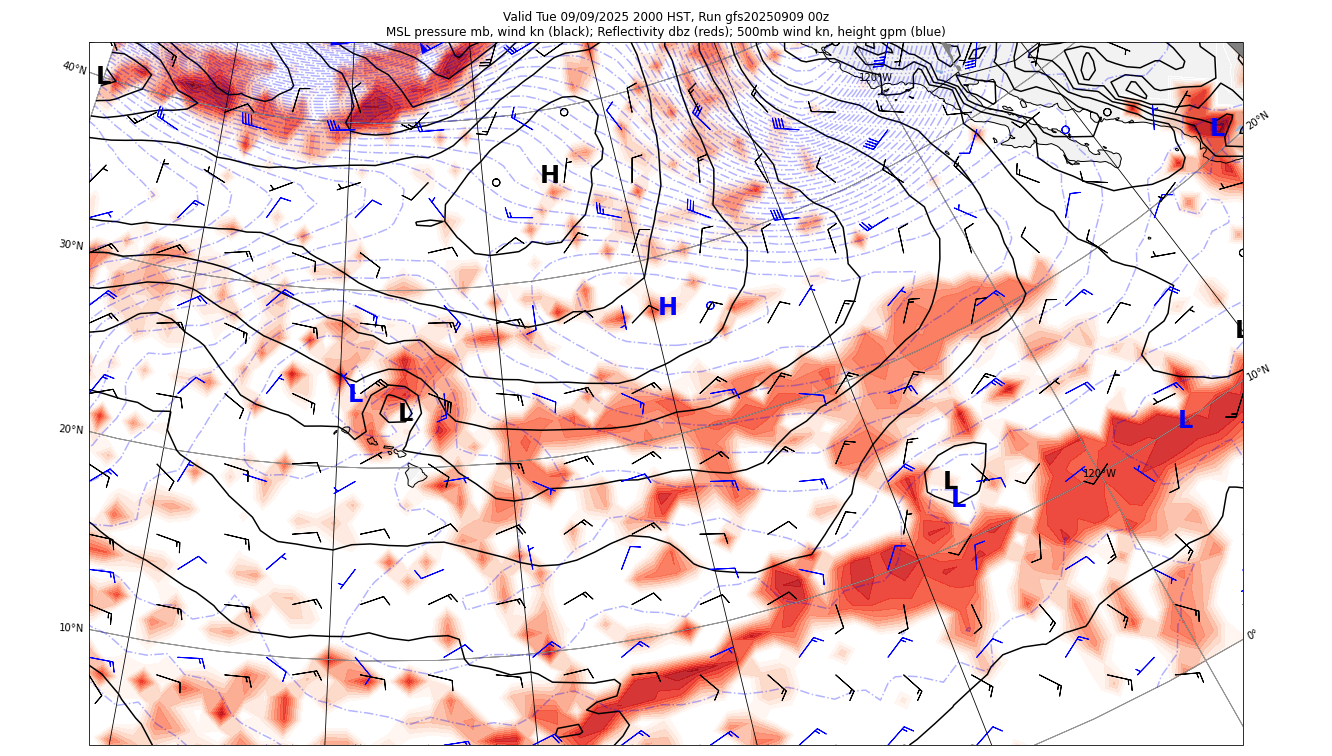 Valid Tue 09/09/2025 2000 HST, Run gfs20250909 00z
MSL pressure mb, wind kn (black); Reflectivity dbz (reds); 500mb wind kn, height gpm (blue)
40°N
L
120°W
20°N
L
H
30°N
H
L
10°N
L
L
20°N
L
L
120°W
L
10°N
0°